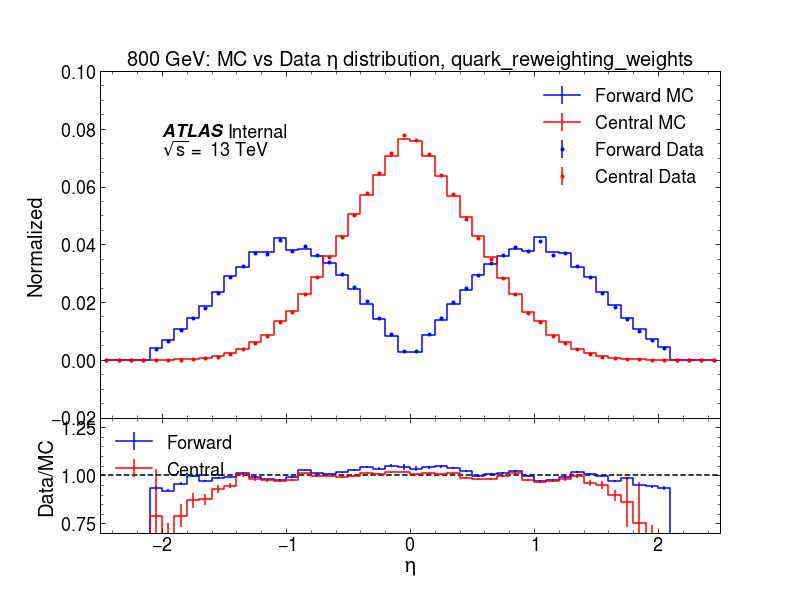 800 GeV: MC vs Data η distribution, quark_reweighting_weights
0.10
0.08
0.06
0.04
0.02
0.00
−0.02
Normalized
ATLAS Internal
√s = 13 TeV
Forward MC
Central MC
Forward Data
Central Data
1.25
1.00
0.75
Data/MC
Forward
Central
−2 −1 0 1 2
η